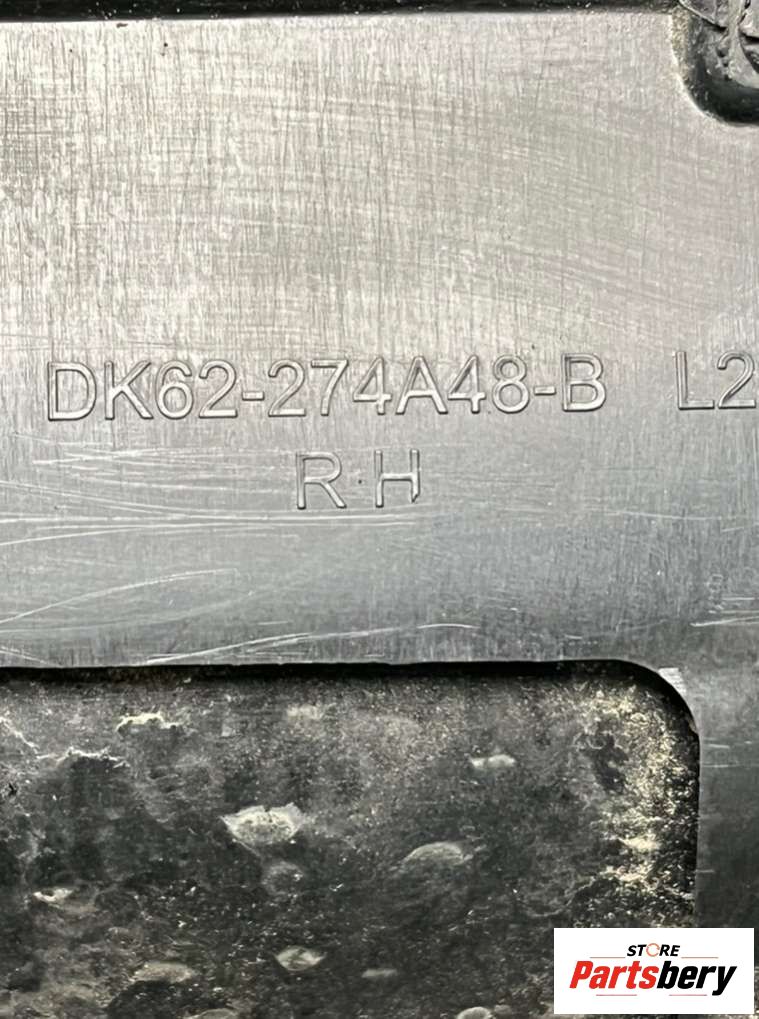 DK62-274A48-B L2
R H
STORE
Partsbery